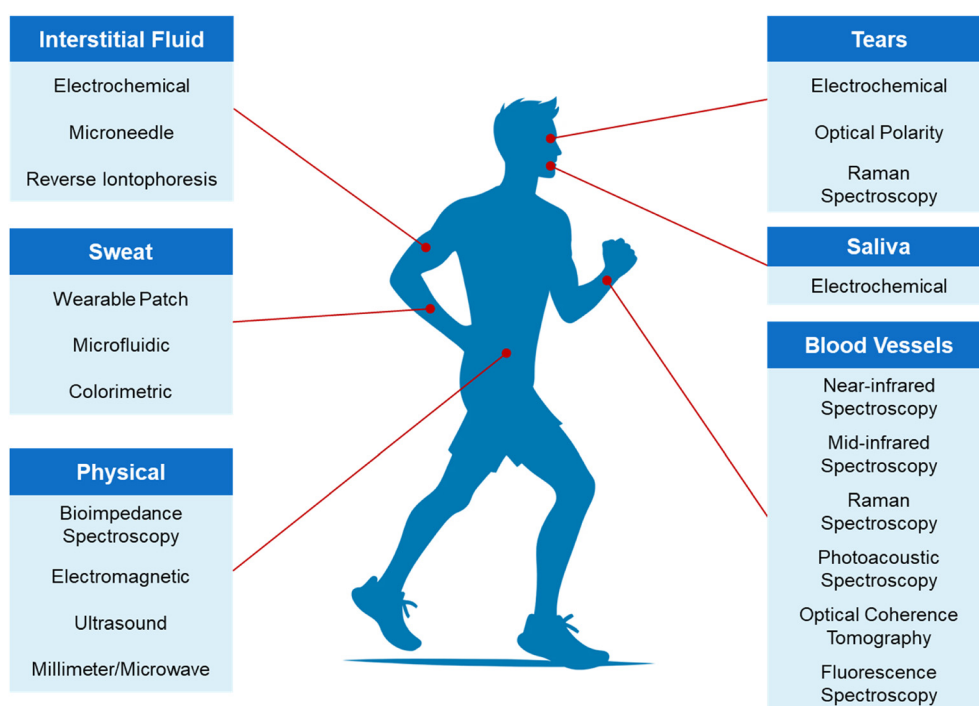 Interstitial Fluid
Electrochemical
Microneedle
Reverse Iontophoresis
Sweat
Wearable Patch
Microfluidic
Colorimetric
Physical
Bioimpedance
Spectroscopy
Electromagnetic
Ultrasound
Millimeter/Microwave
Tears
Electrochemical
Optical Polarity
Raman
Spectroscopy
Saliva
Electrochemical
Blood Vessels
Near-infrared
Spectroscopy
Mid-infrared
Spectroscopy
Raman
Spectroscopy
Photoacoustic
Spectroscopy
Optical Coherence
Tomography
Fluorescence
Spectroscopy